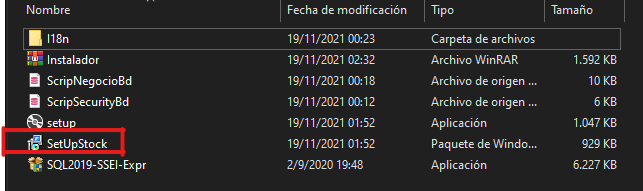 Nombre Fecha de modificación Tipo Tamaño
I18n 19/11/2021 00:23 Carpeta de archivos
Instalador 19/11/2021 02:32 Archivo WinRAR 1.592 KB
ScripNegocioBd 19/11/2021 00:18 Archivo de origen ... 10 KB
ScripSecurityBd 19/11/2021 00:12 Archivo de origen ... 6 KB
setup 19/11/2021 01:52 Aplicación 1.047 KB
SetUpStock 19/11/2021 01:52 Paquete de Windo... 929 KB
SQL2019-SSEI-Expr 2/9/2020 19:48 Aplicación 6.227 KB